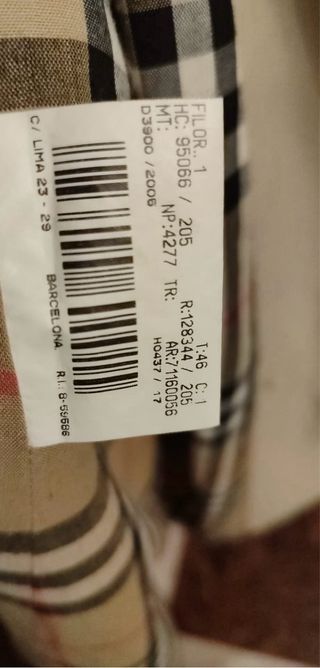 FILOR.. 1 T:46 C: 1
HC: 95066 / 205 R:128344 / 205
MT: NP:4277 TR: AR:71160056
D3900 /2006 H0437 / 17
C/ LIMA 23 - 29 BARCELONA. R.I.: 8-59686